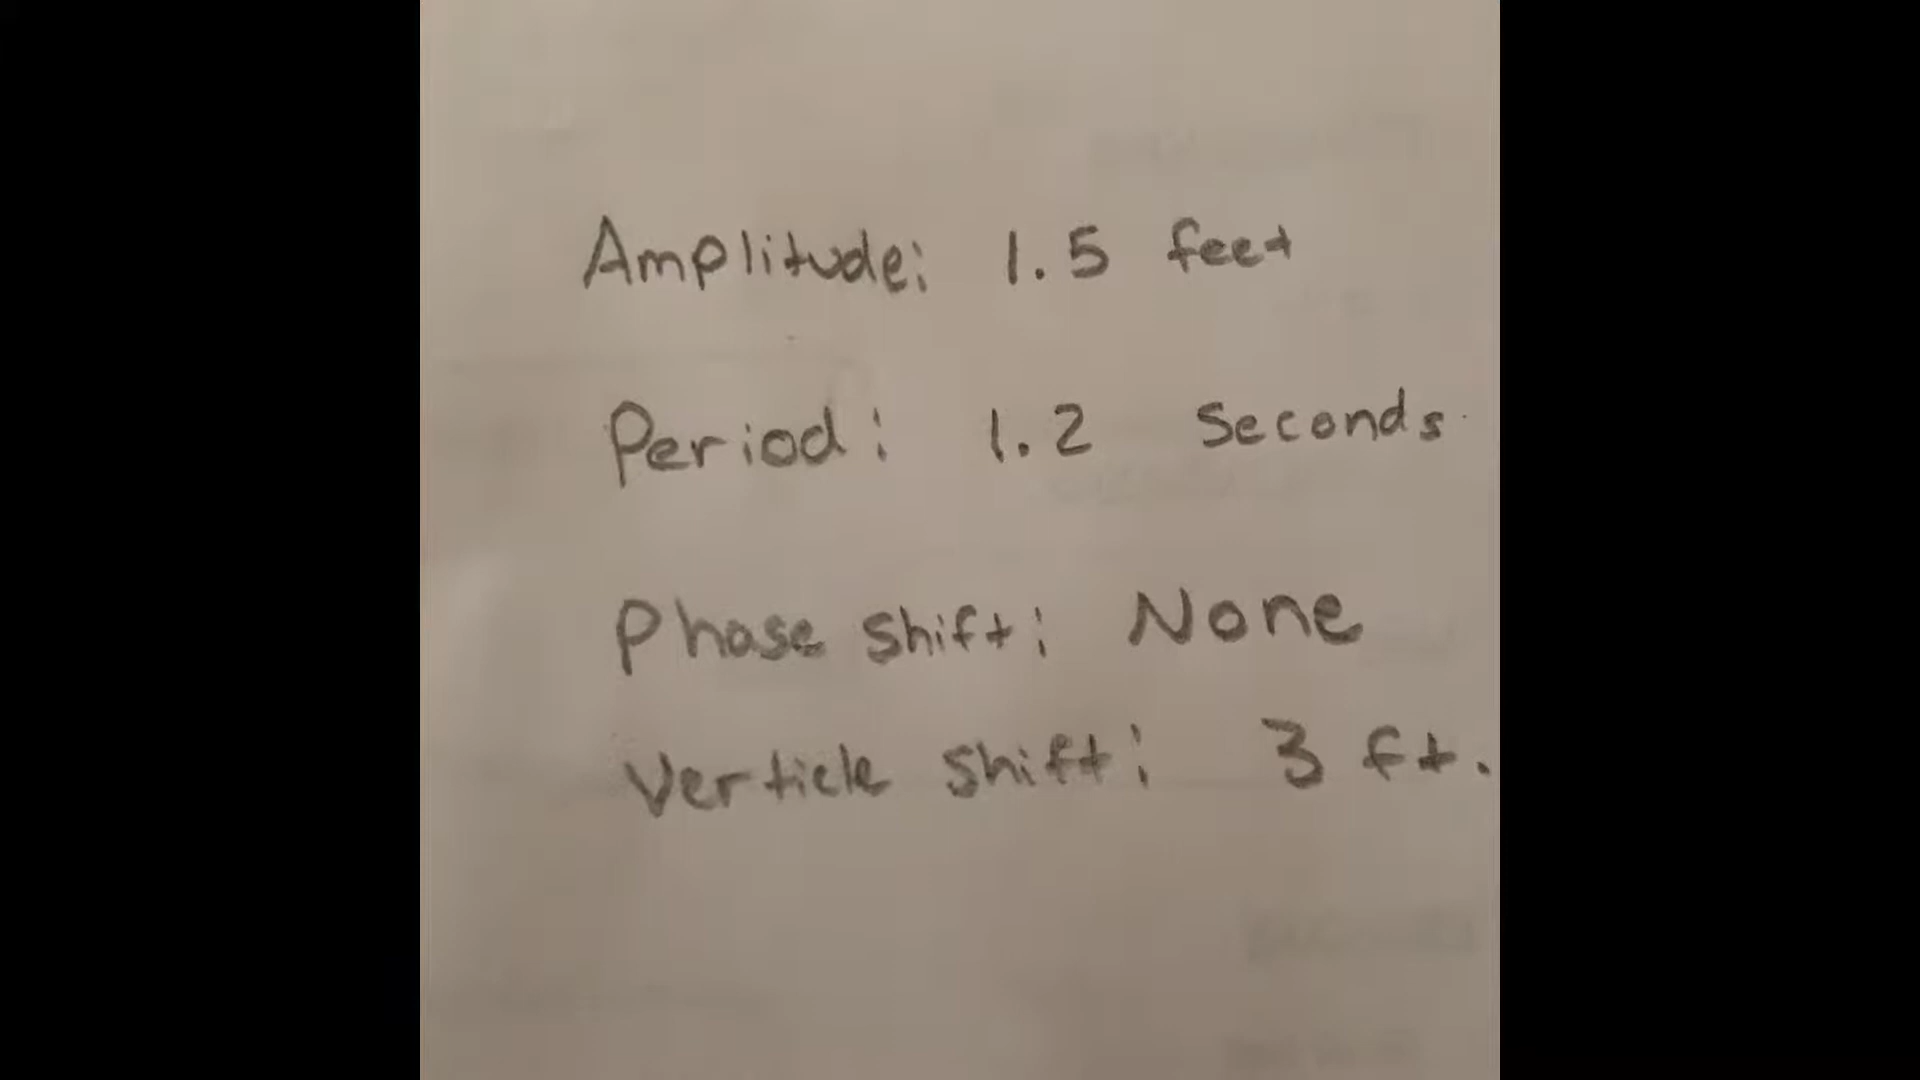 Amplitude: 1.5 feet
Period: 1.2 Seconds
Phase shift: None
Verticle shift: 3 ft.